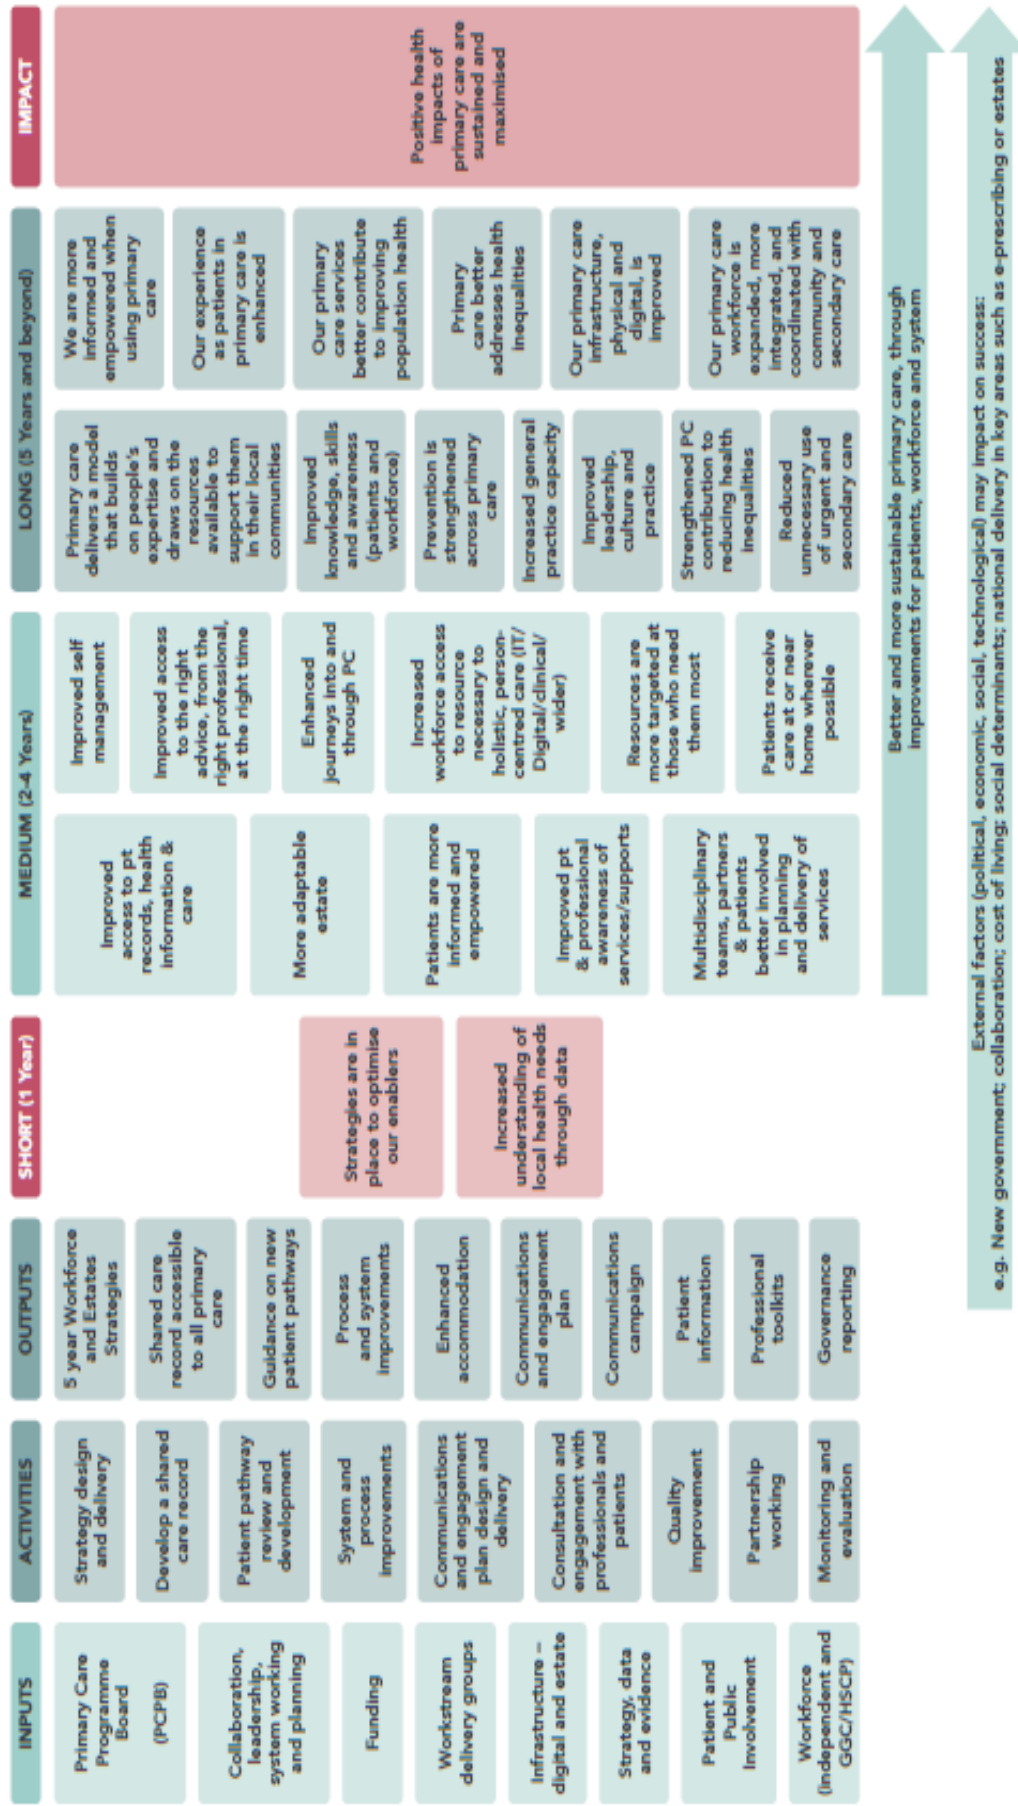 INPUTS
Primary Care
Programme
Board
(PCPB)
Collaboration,
leadership,
system working
and planning
Funding
Workstream
delivery groups
Infrastructure –
digital and estate
Strategy, data
and evidence
Patient and
Public
Involvement
Workforce
(independent and
GGC/HSCP)
ACTIVITIES
Strategy design
and delivery
Develop a shared
care record
Patient pathway
review and
development
System and
process
improvements
Communications
and engagement
plan design and
delivery
Consultation and
engagement with
professionals and
patients
Quality
improvement
Partnership
working
Monitoring and
evaluation
OUTPUTS
5 year Workforce
and Estates
Strategies
Shared care
record accessible
to all primary
care
Guidance on new
patient pathways
Process
and system
improvements
Enhanced
accommodation
Communications
and engagement
plan
Communications
campaign
Patient
information
Professional
toolkits
Governance
reporting
SHORT (1 Year)
Strategies are in
place to optimise
our enablers
Increased
understanding of
local health needs
through data
MEDIUM (2-4 Years)
Improved
access to pt
records, health
information &
care
More adaptable
estate
Patients are more
informed and
empowered
Improved pt
& professional
awareness of
services/supports
Multidisciplinary
teams, partners
& patients
better involved
in planning
and delivery of
services
Improved self
management
Improved access
to the right
advice, from the
right professional,
at the right time
Enhanced
journeys into and
through PC
Increased
workforce access
to resource
necessary to
holistic, person-
centred care (IT/
Digital/clinical/
wider)
Resources are
more targeted at
those who need
them most
Patients receive
care at or near
home wherever
possible
LONG (5 Years and beyond)
Primary care
delivers a model
that builds
on people's
expertise and
draws on the
resources
available to
support them
in their local
communities
Improved
knowledge, skills
and awareness
(patients and
workforce)
Prevention is
strengthened
across primary
care
Increased general
practice capacity
Improved
leadership,
culture and
practice
Strengthened PC
contribution to
reducing health
inequalities
Reduced
unnecessary use
of urgent and
secondary care
We are more
informed and
empowered when
using primary
care
Our experience
as patients in
primary care is
enhanced
Our primary
care services
better contribute
to improving
population health
Primary
care better
addresses health
inequalities
Our primary care
infrastructure,
physical and
digital, is
improved
Our primary care
workforce is
expanded, more
integrated, and
coordinated with
community and
secondary care
IMPACT
Positive health
impacts of
primary care are
sustained and
maximised
Better and more sustainable primary care, through
improvements for patients, workforce and system
External factors (political, economic, social, technological) may impact on success:
e.g. New government; collaboration; cost of living; social determinants; national delivery in key areas such as e-prescribing or estates